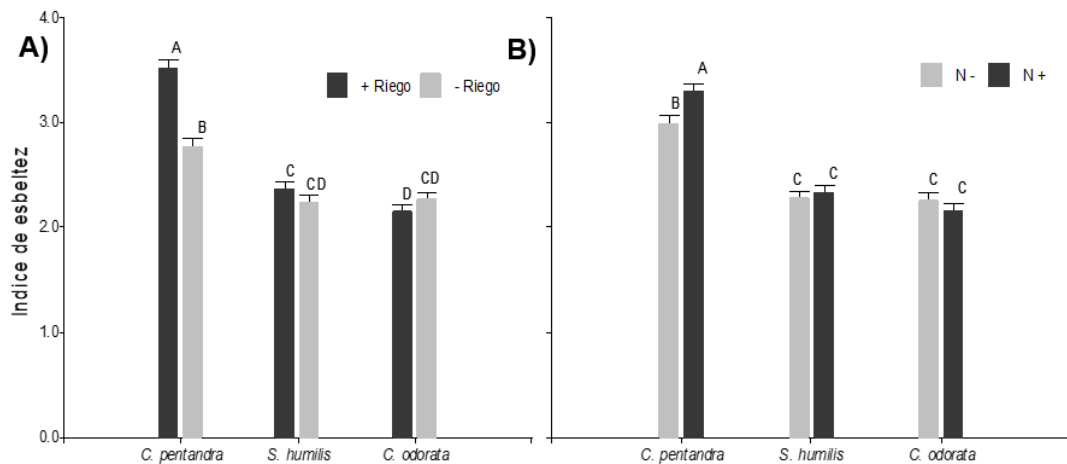 A)
+ Riego - Riego
Indice de esbeltez
4.0
3.0
2.0
1.0
0.0
A
B
C
CD
D
CD
C. pentandra S. humilis C. odorata
B)
N - N +
B
A
C
C
C
C
C. pentandra S. humilis C. odorata